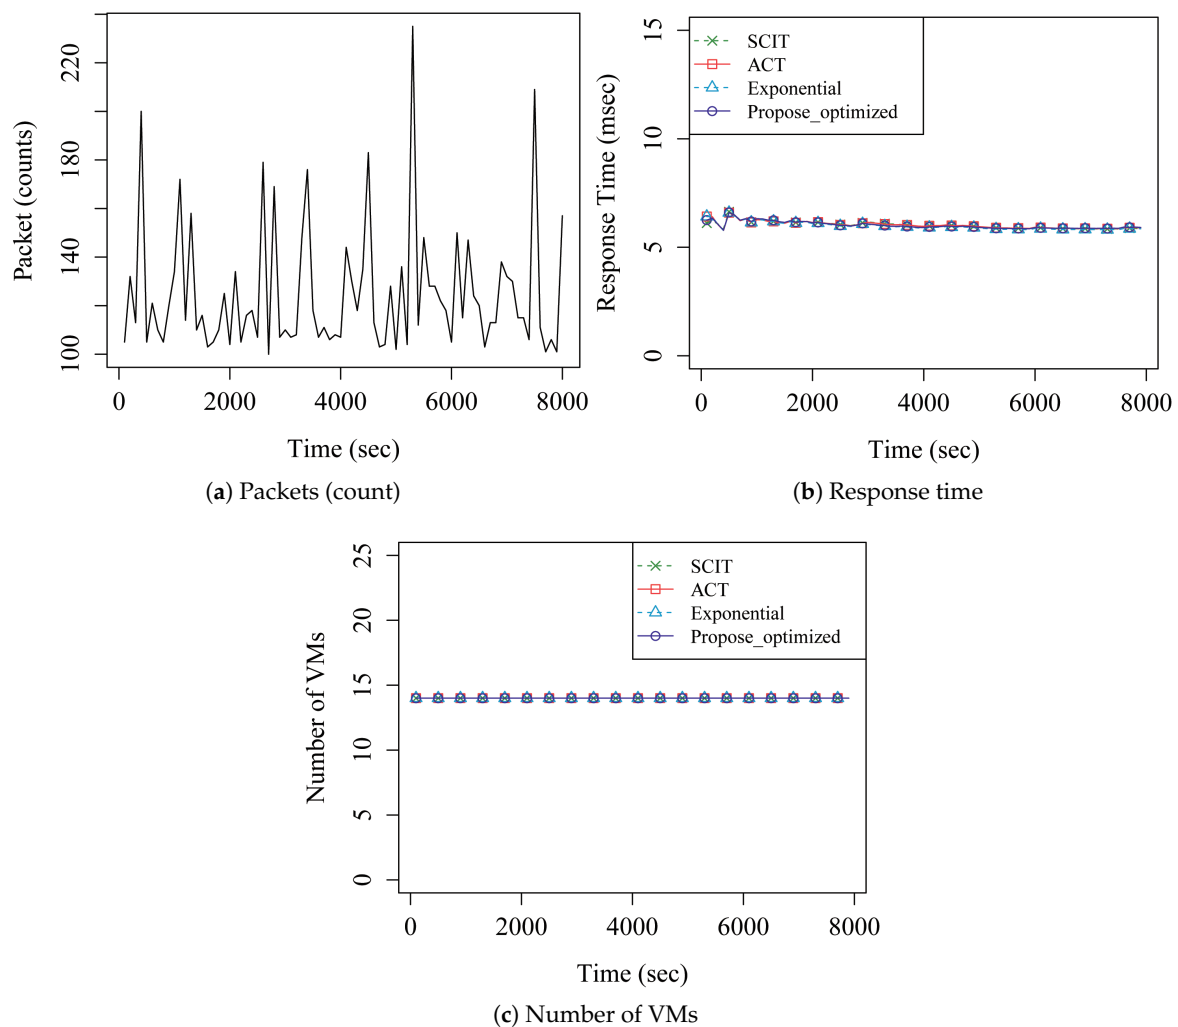 220
180
140
100
Packet (counts)
0 2000 4000 6000 8000
Time (sec)
(a) Packets (count)
15
10
5
0
Response Time (msec)
SCIT
ACT
Exponential
Propose_optimized
0 2000 4000 6000 8000
Time (sec)
(b) Response time
25
20
15
10
5
0
Number of VMs
SCIT
ACT
Exponential
Propose_optimized
0 2000 4000 6000 8000
Time (sec)
(c) Number of VMs